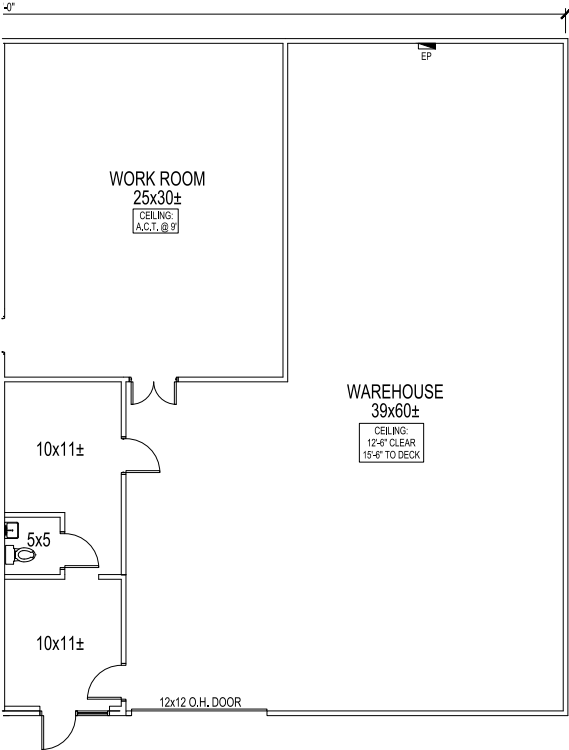 -0"
EP
WORK ROOM
25x30±
CEILING:
A.C.T. @ 9'
WAREHOUSE
39x60±
CEILING:
12'-6" CLEAR
15'-6" TO DECK
10x11±
5x5
10x11±
12x12 O.H. DOOR